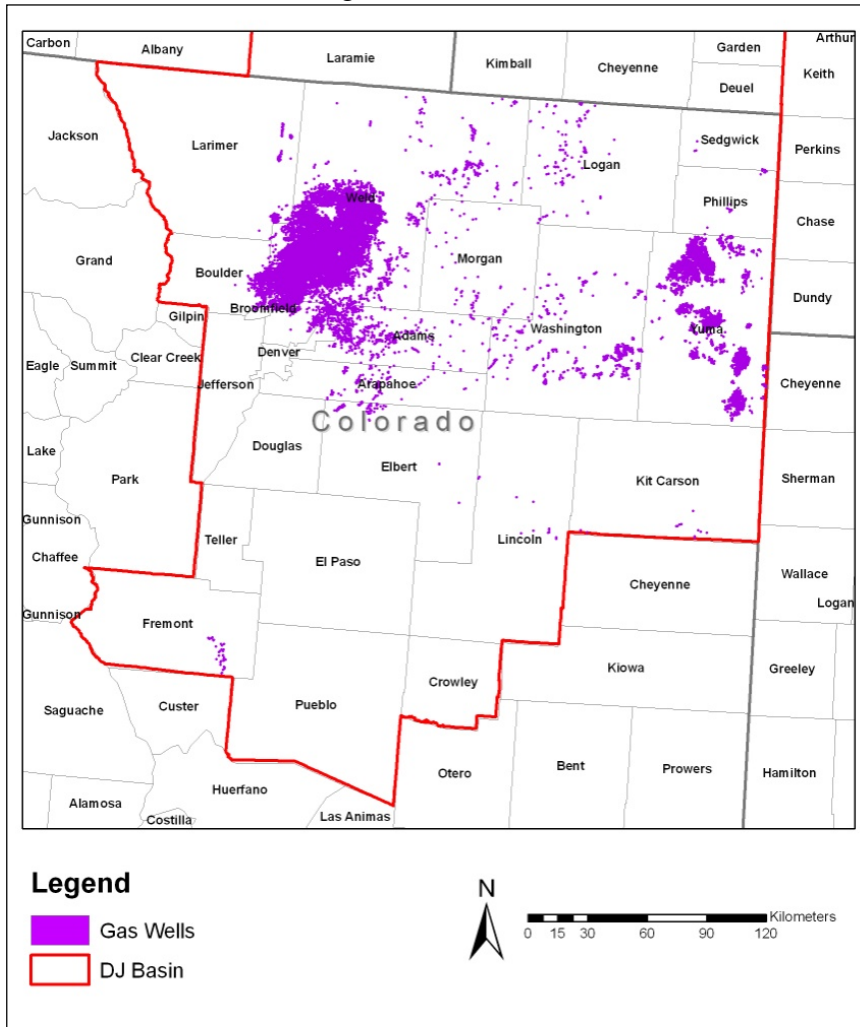 Carbon
Albany
Laramie
Kimball
Cheyenne
Garden
Arthur
Keith
Deuel
Jackson
Larimer
Logan
Sedgwick
Perkins
Weld
Phillips
Chase
Grand
Boulder
Morgan
Dundy
Broomfield
Gilpin
Adams
Washington
Yuma
Eagle
Summit
Clear Creek
Denver
Jefferson
Arapahoe
Cheyenne
Colorado
Lake
Park
Douglas
Elbert
Kit Carson
Sherman
Gunnison
Chaffee
Teller
El Paso
Lincoln
Cheyenne
Wallace
Logan
Gunnison
Fremont
Kiowa
Greeley
Saguache
Custer
Pueblo
Crowley
Otero
Bent
Prowers
Hamilton
Alamosa
Huerfano
Costilla
Las Animas
Legend
Gas Wells
DJ Basin
N
Kilometers
0 15 30 60 90 120